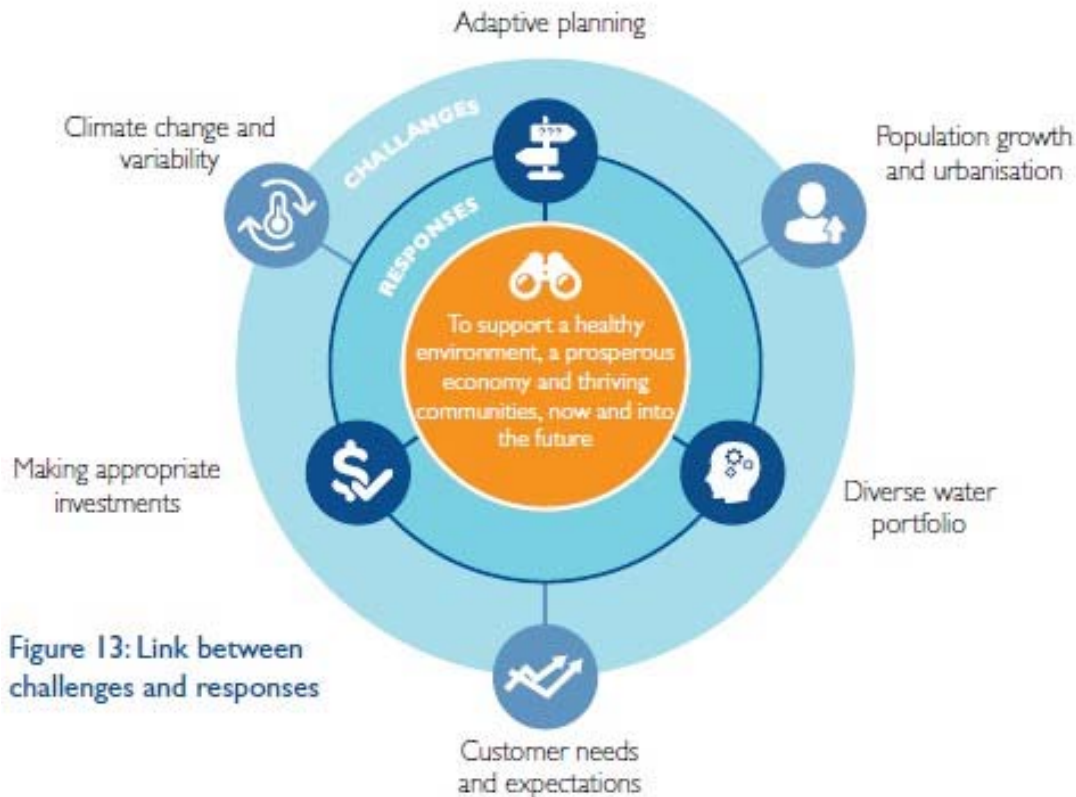 Adaptive planning
Climate change and
variability
CHALLANGES
???
Population growth
and urbanisation
RESPONSES
To support a healthy
environment, a prosperous
economy and thriving
communities, now and into
the future
Making appropriate
investments
$
Diverse water
portfolio
Figure 13: Link between
challenges and responses
Customer needs
and expectations